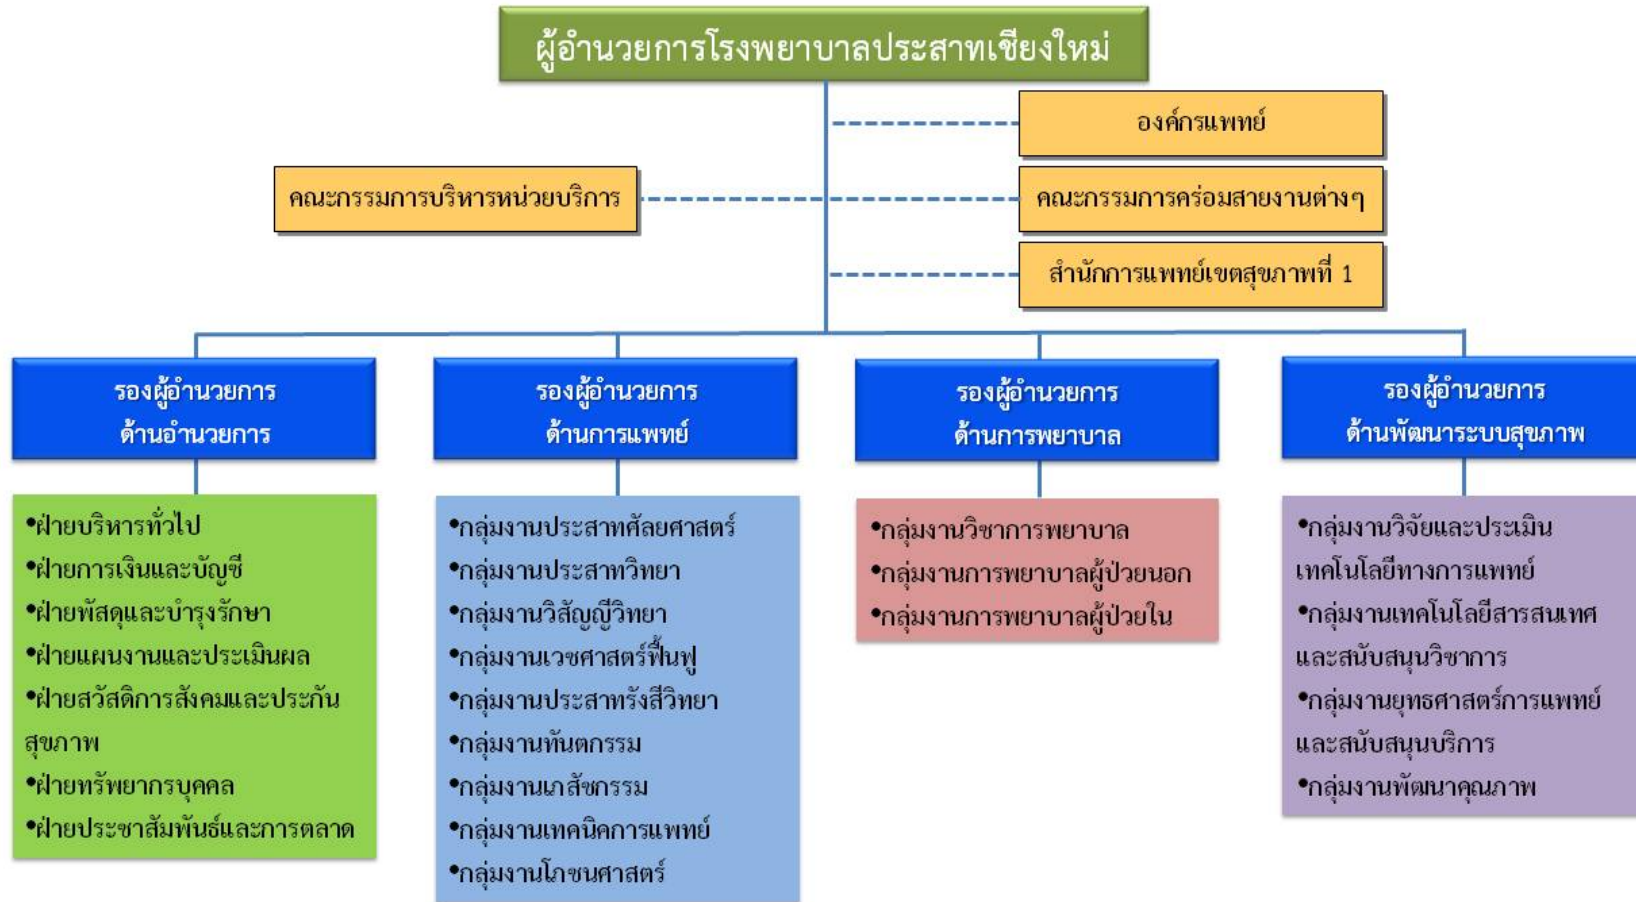 ผู้อำนวยการโรงพยาบาลประสาทเชียงใหม่
องค์กรแพทย์
คณะกรรมการบริหารหน่วยบริการ
คณะกรรมการคร่อมสายงานต่างๆ
สำนักการแพทย์เขตสุขภาพที่ 1
รองผู้อำนวยการ
ด้านอำนวยการ
•ฝ่ายบริหารทั่วไป
•ฝ่ายการเงินและบัญชี
•ฝ่ายพัสดุและบำรุงรักษา
•ฝ่ายแผนงานและประเมินผล
•ฝ่ายสวัสดิการสังคมและประกัน
สุขภาพ
•ฝ่ายทรัพยากรบุคคล
•ฝ่ายประชาสัมพันธ์และการตลาด
รองผู้อำนวยการ
ด้านการแพทย์
•กลุ่มงานประสาทศัลยศาสตร์
•กลุ่มงานประสาทวิทยา
•กลุ่มงานวิสัญญีวิทยา
•กลุ่มงานเวชศาสตร์ฟื้นฟู
•กลุ่มงานประสาทรังสีวิทยา
•กลุ่มงานทันตกรรม
•กลุ่มงานเภสัชกรรม
•กลุ่มงานเทคนิคการแพทย์
•กลุ่มงานโภชนศาสตร์
รองผู้อำนวยการ
ด้านการพยาบาล
•กลุ่มงานวิชาการพยาบาล
•กลุ่มงานการพยาบาลผู้ป่วยนอก
•กลุ่มงานการพยาบาลผู้ป่วยใน
รองผู้อำนวยการ
ด้านพัฒนาระบบสุขภาพ
•กลุ่มงานวิจัยและประเมิน
เทคโนโลยีทางการแพทย์
•กลุ่มงานเทคโนโลยีสารสนเทศ
และสนับสนุนวิชาการ
•กลุ่มงานยุทธศาสตร์การแพทย์
และสนับสนุนบริการ
•กลุ่มงานพัฒนาคุณภาพ